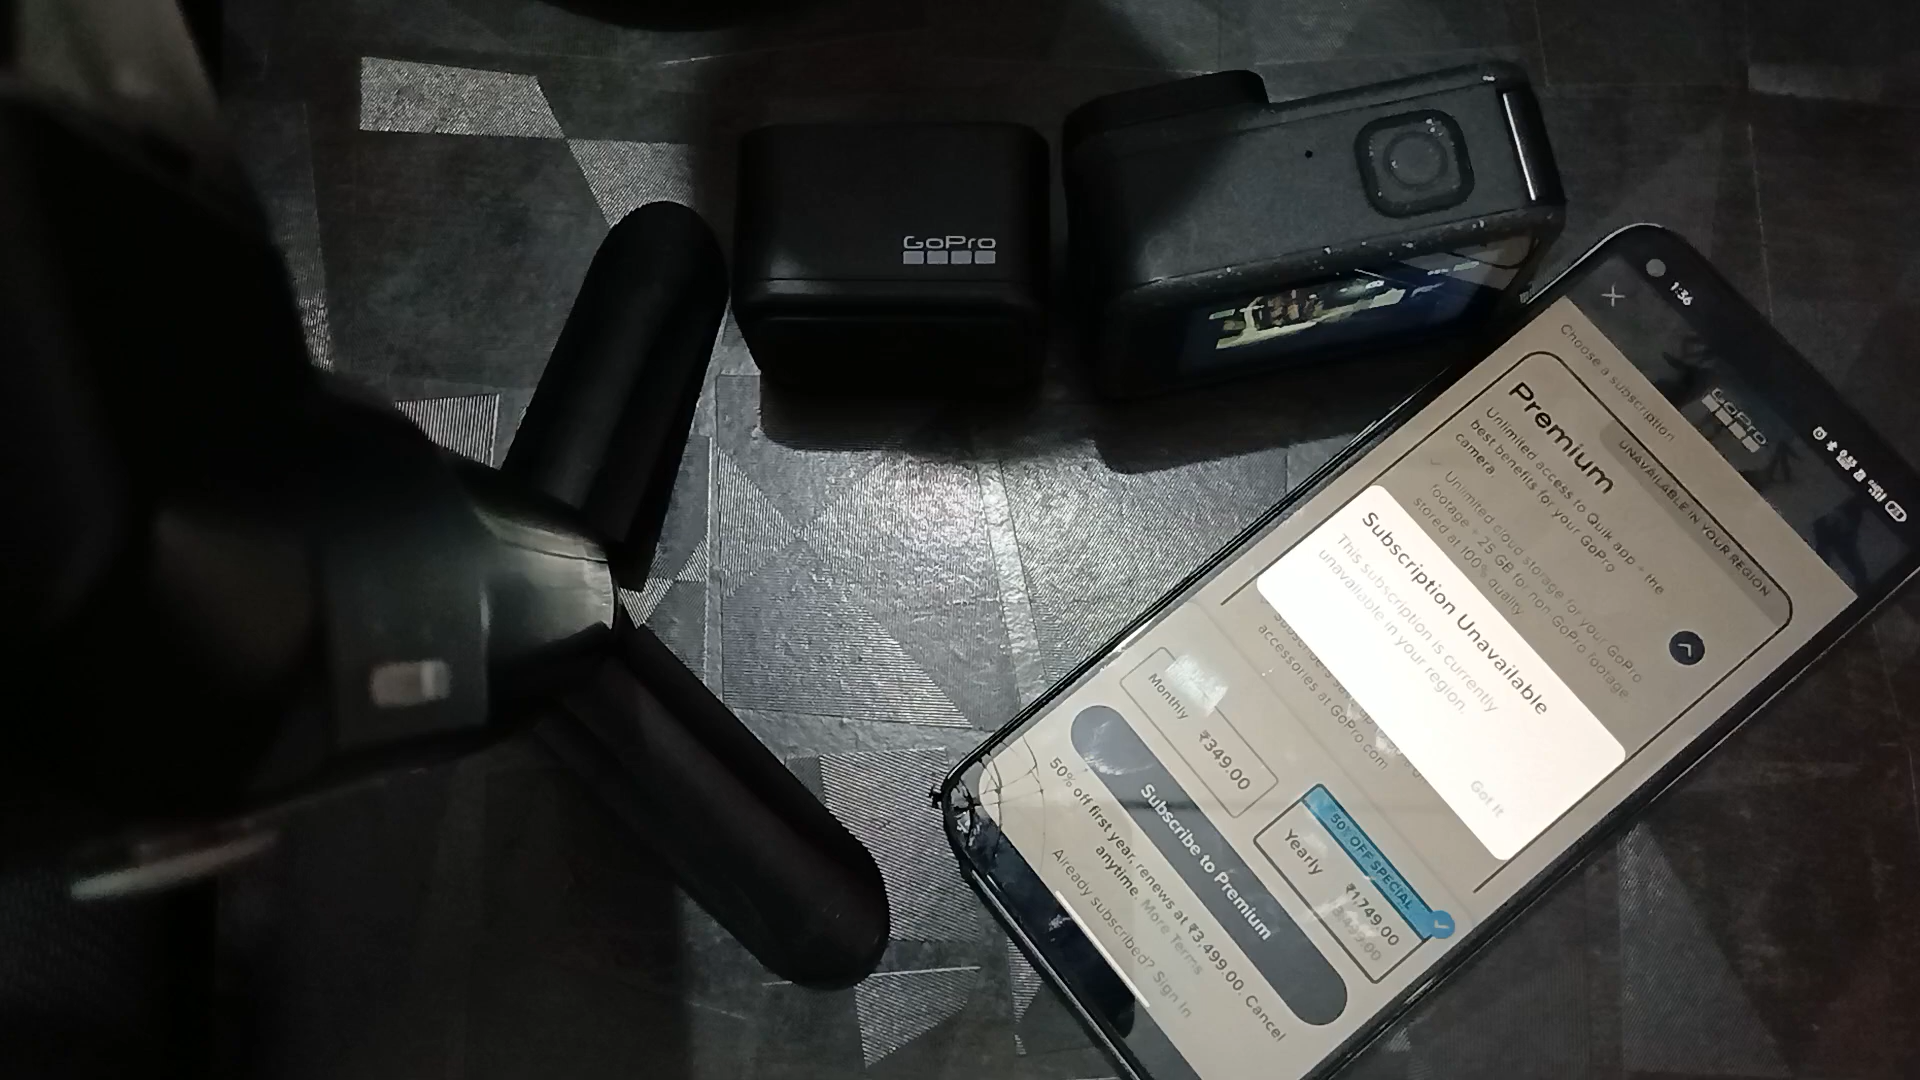 GoPro
1:36
GoPro
Choose a subscription
UNAVAILABLE IN YOUR REGION
Premium
Unlimited access to Quik app + the
best benefits for your GoPro
camera.
Unlimited cloud storage for your GoPro
footage + 25 GB for non GoPro footage
stored at 100% quality
Subscription Unavailable
This subscription is currently
unavailable in your region.
Got It
accessories at GoPro.com
Monthly
₹349.00
50% OFF SPECIAL
Yearly
₹1,749.00
₹3,499.00
Subscribe to Premium
50% off first year, renews at ₹3,499.00. Cancel
anytime. More Terms
Already subscribed? Sign In